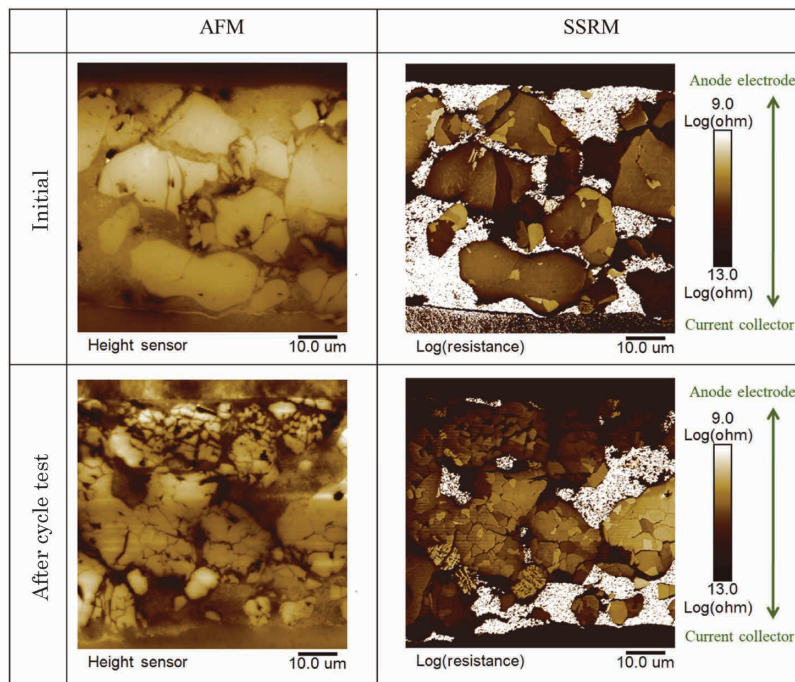 AFM
SSRM
Initial
Height sensor
10.0 um
Log(resistance)
10.0 um
Anode electrode
9.0
Log(ohm)
13.0
Log(ohm)
Current collector
After cycle test
Height sensor
10.0 um
Log(resistance)
10.0 um
Anode electrode
9.0
Log(ohm)
13.0
Log(ohm)
Current collector